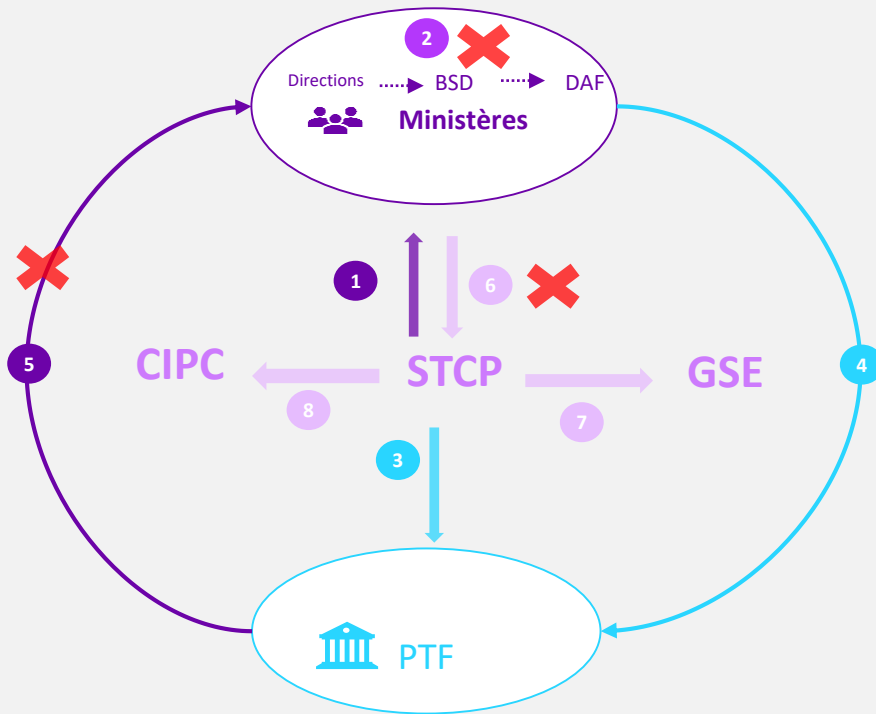 2
Directions BSD DAF
Ministères
1
6
5
CIPC STCP GSE
4
8
7
3
PTF